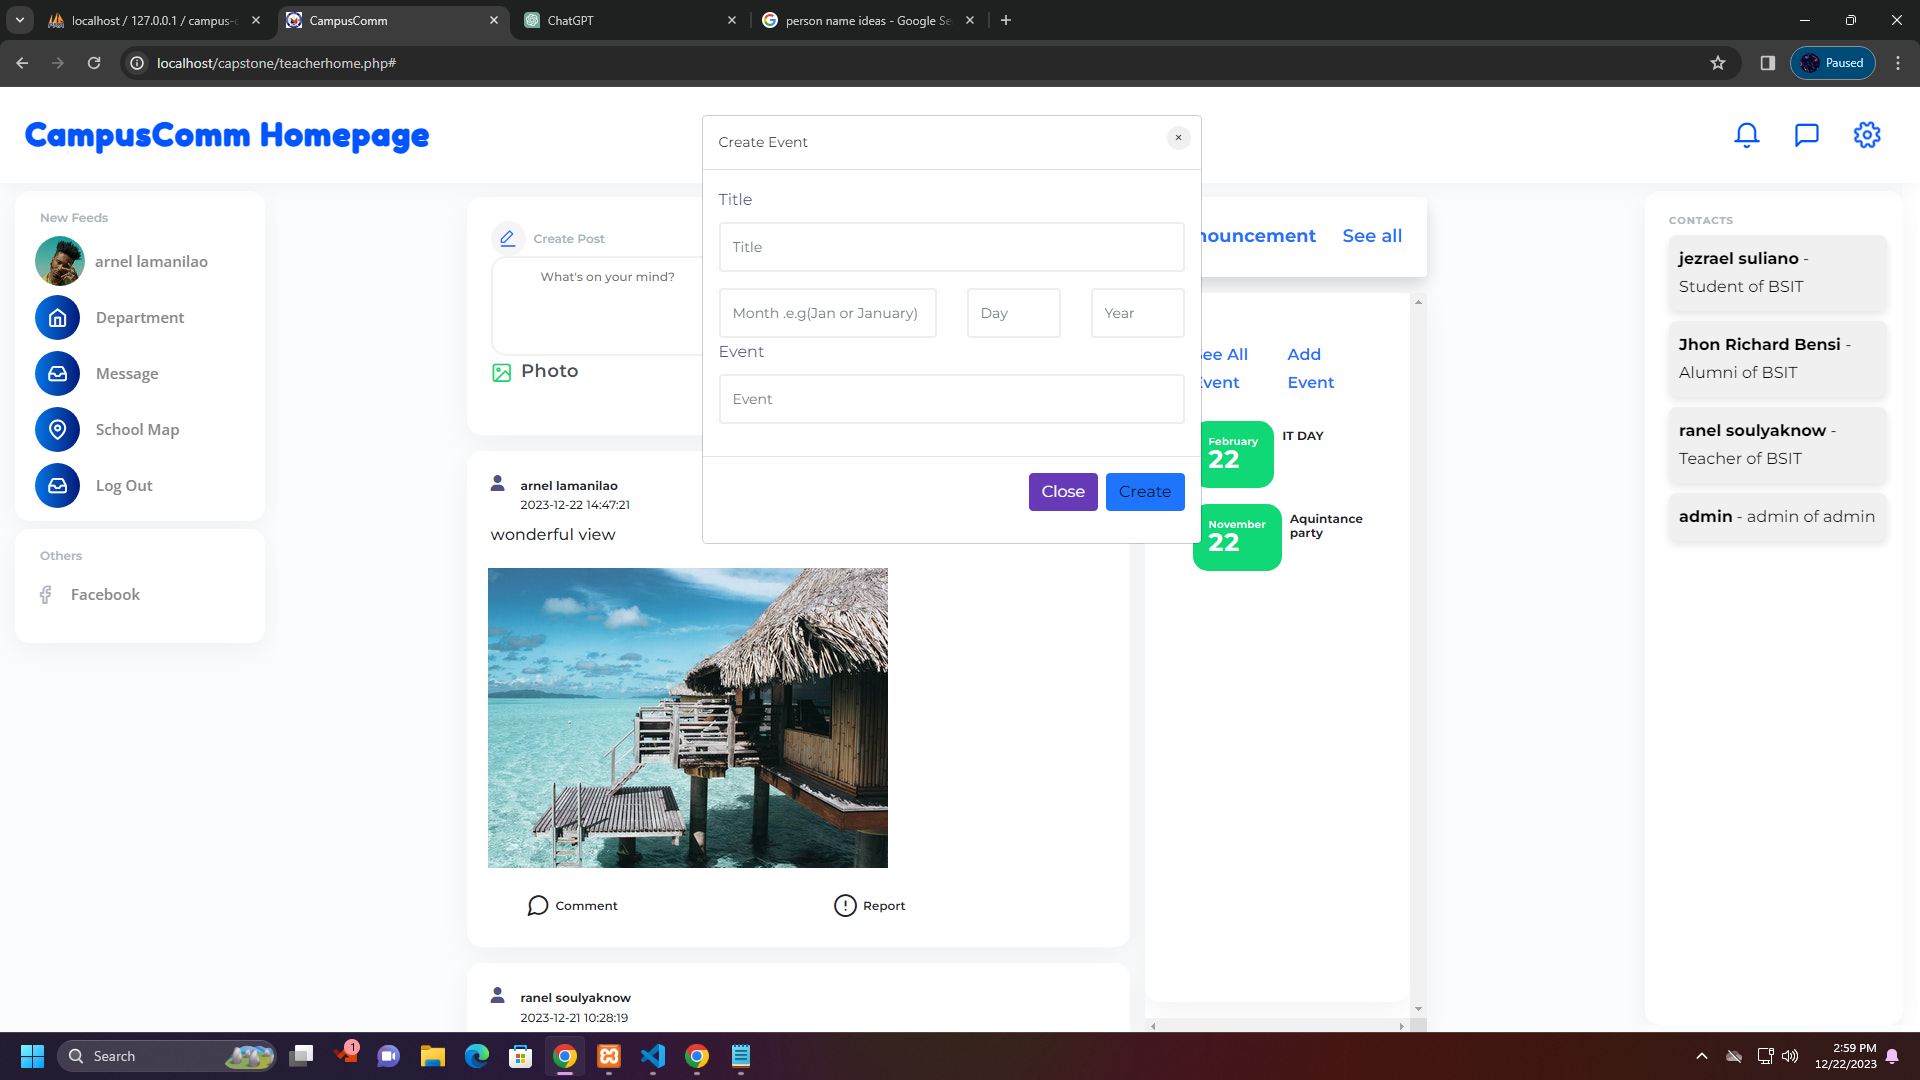 localhost / 127.0.0.1 / campus-c
CampusComm
ChatGPT
person name ideas - Google Se
localhost/capstone/teacherhome.php#
Paused
CampusComm Homepage
New Feeds
arnel lamanilao
Department
Message
School Map
Log Out
Others
Facebook
Create Post
What's on your mind?
Photo
arnel lamanilao
2023-12-22 14:47:21
wonderful view
Comment
Report
ranel soulyaknow
2023-12-21 10:28:19
Create Event
Title
Title
Month .e.g(Jan or January)
Day
Year
Event
Event
Close
Create
nouncement
See all
See All
Event
Add
Event
February
22
IT DAY
November
22
Aquintance
party
CONTACTS
jezrael suliano -
Student of BSIT
Jhon Richard Bensi -
Alumni of BSIT
ranel soulyaknow -
Teacher of BSIT
admin - admin of admin
Search
1
2:59 PM
12/22/2023